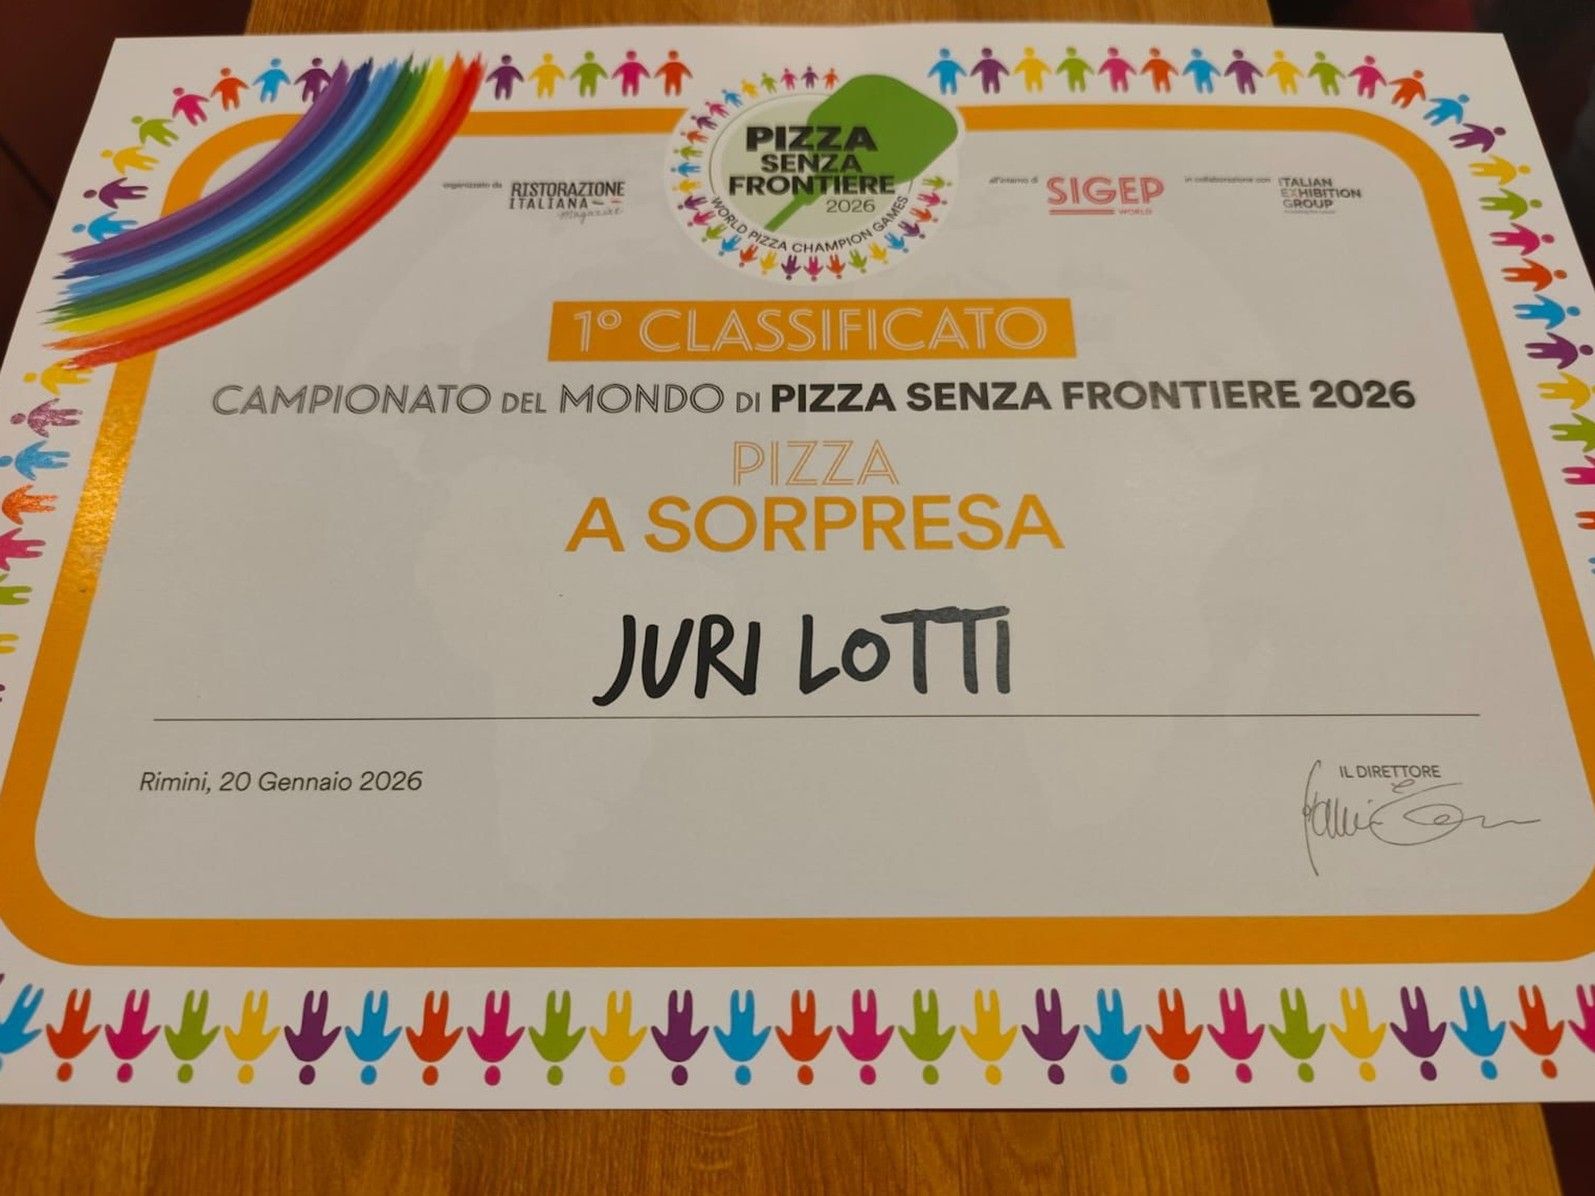 PIZZA
SENZA
FRONTIERE
2026
WORLD PIZZA CHAMPION GAMES
organizzato da RISTORAZIONE
ITALIANA
magazine
all'interno di SIGEP
WORLD
in collaborazione con ITALIAN
EXHIBITION
GROUP
1° CLASSIFICATO
CAMPIONATO DEL MONDO DI PIZZA SENZA FRONTIERE 2026
PIZZA
A SORPRESA
JURI LOTTI
Rimini, 20 Gennaio 2026
IL DIRETTORE